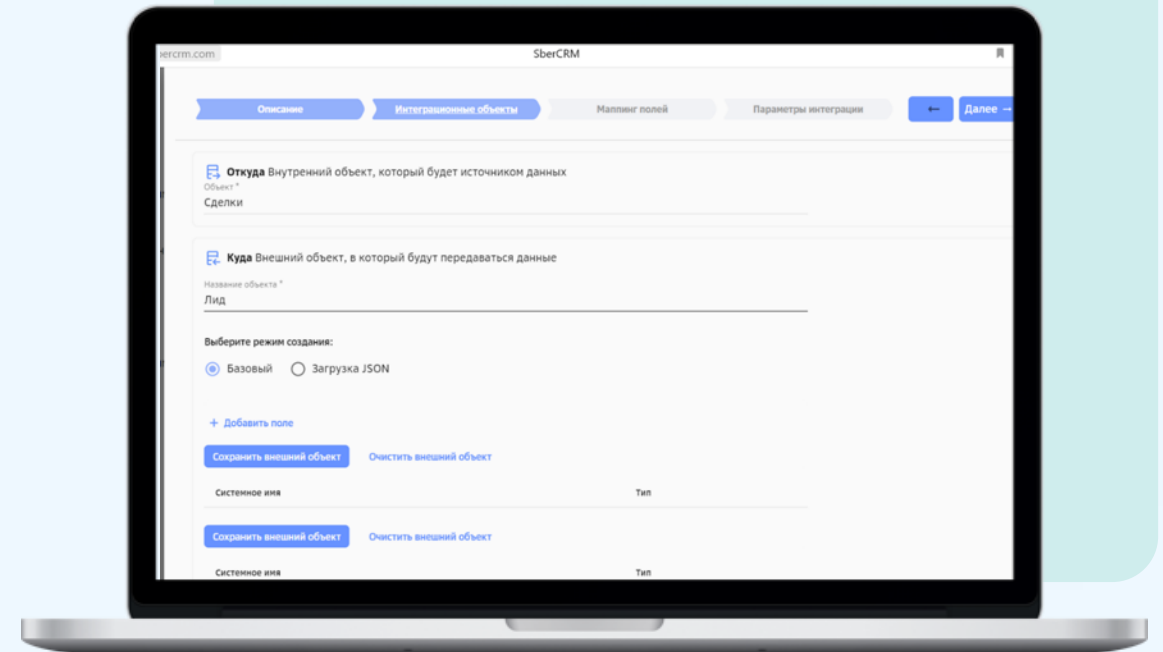 ercrm.com
SberCRM
Описание
Интеграционные объекты
Маппинг полей
Параметры интеграции
←
Далее →
Откуда Внутренний объект, который будет источником данных
Объект *
Сделки
Куда Внешний объект, в который будут передаваться данные
Название объекта *
Лид
Выберите режим создания:
Базовый
Загрузка JSON
+ Добавить поле
Сохранить внешний объект
Очистить внешний объект
Системное имя
Тип
Сохранить внешний объект
Очистить внешний объект
Системное имя
Тип